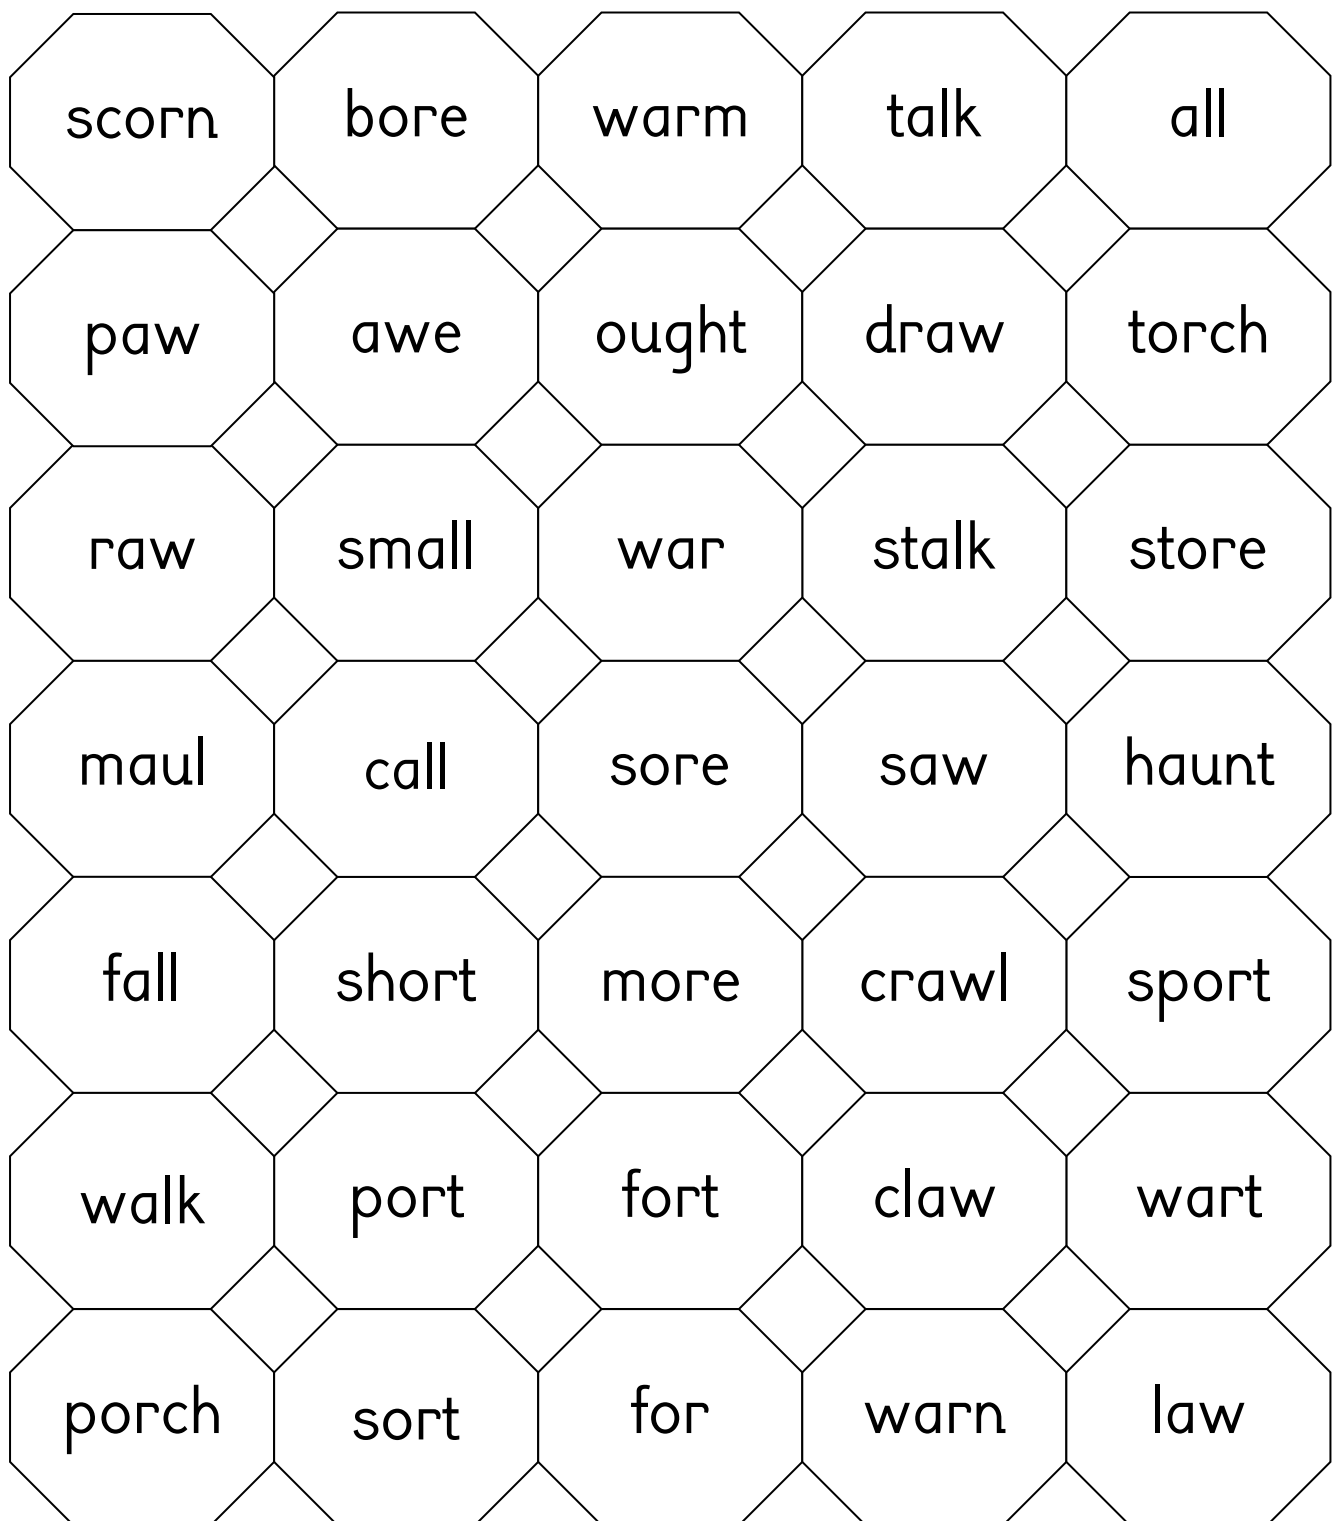 scorn bore warm talk all
paw awe ought draw torch
raw small war stalk store
maul call sore saw haunt
fall short more crawl sport
walk port fort claw wart
porch sort for warn law